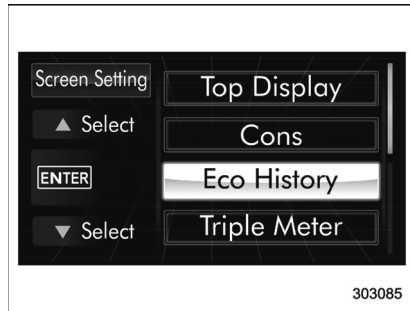 Screen Setting
▲ Select
ENTER
▼ Select
Top Display
Cons
Eco History
Triple Meter
303085